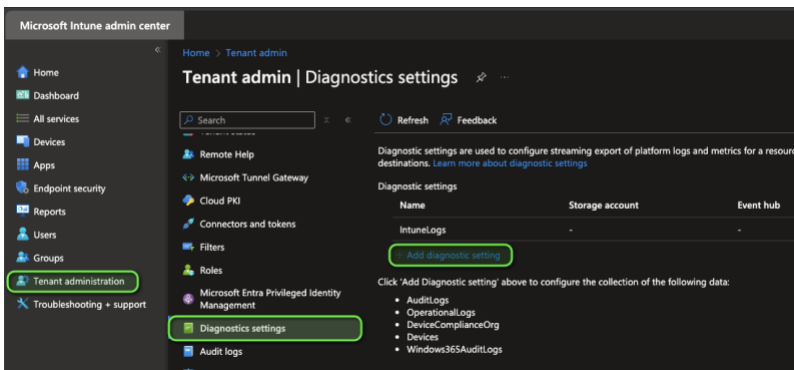 Microsoft Intune admin center
«
Home
Dashboard
All services
Devices
Apps
Endpoint security
Reports
Users
Groups
Tenant administration
Troubleshooting + support
Home > Tenant admin
Tenant admin | Diagnostics settings
Search
Remote Help
Microsoft Tunnel Gateway
Cloud PKI
Connectors and tokens
Filters
Roles
Microsoft Entra Privileged Identity
Management
Diagnostics settings
Audit logs
Refresh Feedback
Diagnostic settings are used to configure streaming export of platform logs and metrics for a resour
destinations. Learn more about diagnostic settings
Diagnostic settings
Name Storage account Event hub
IntuneLogs - -
+ Add diagnostic setting
Click 'Add Diagnostic setting' above to configure the collection of the following data:
• AuditLogs
• OperationalLogs
• DeviceComplianceOrg
• Devices
• Windows365AuditLogs